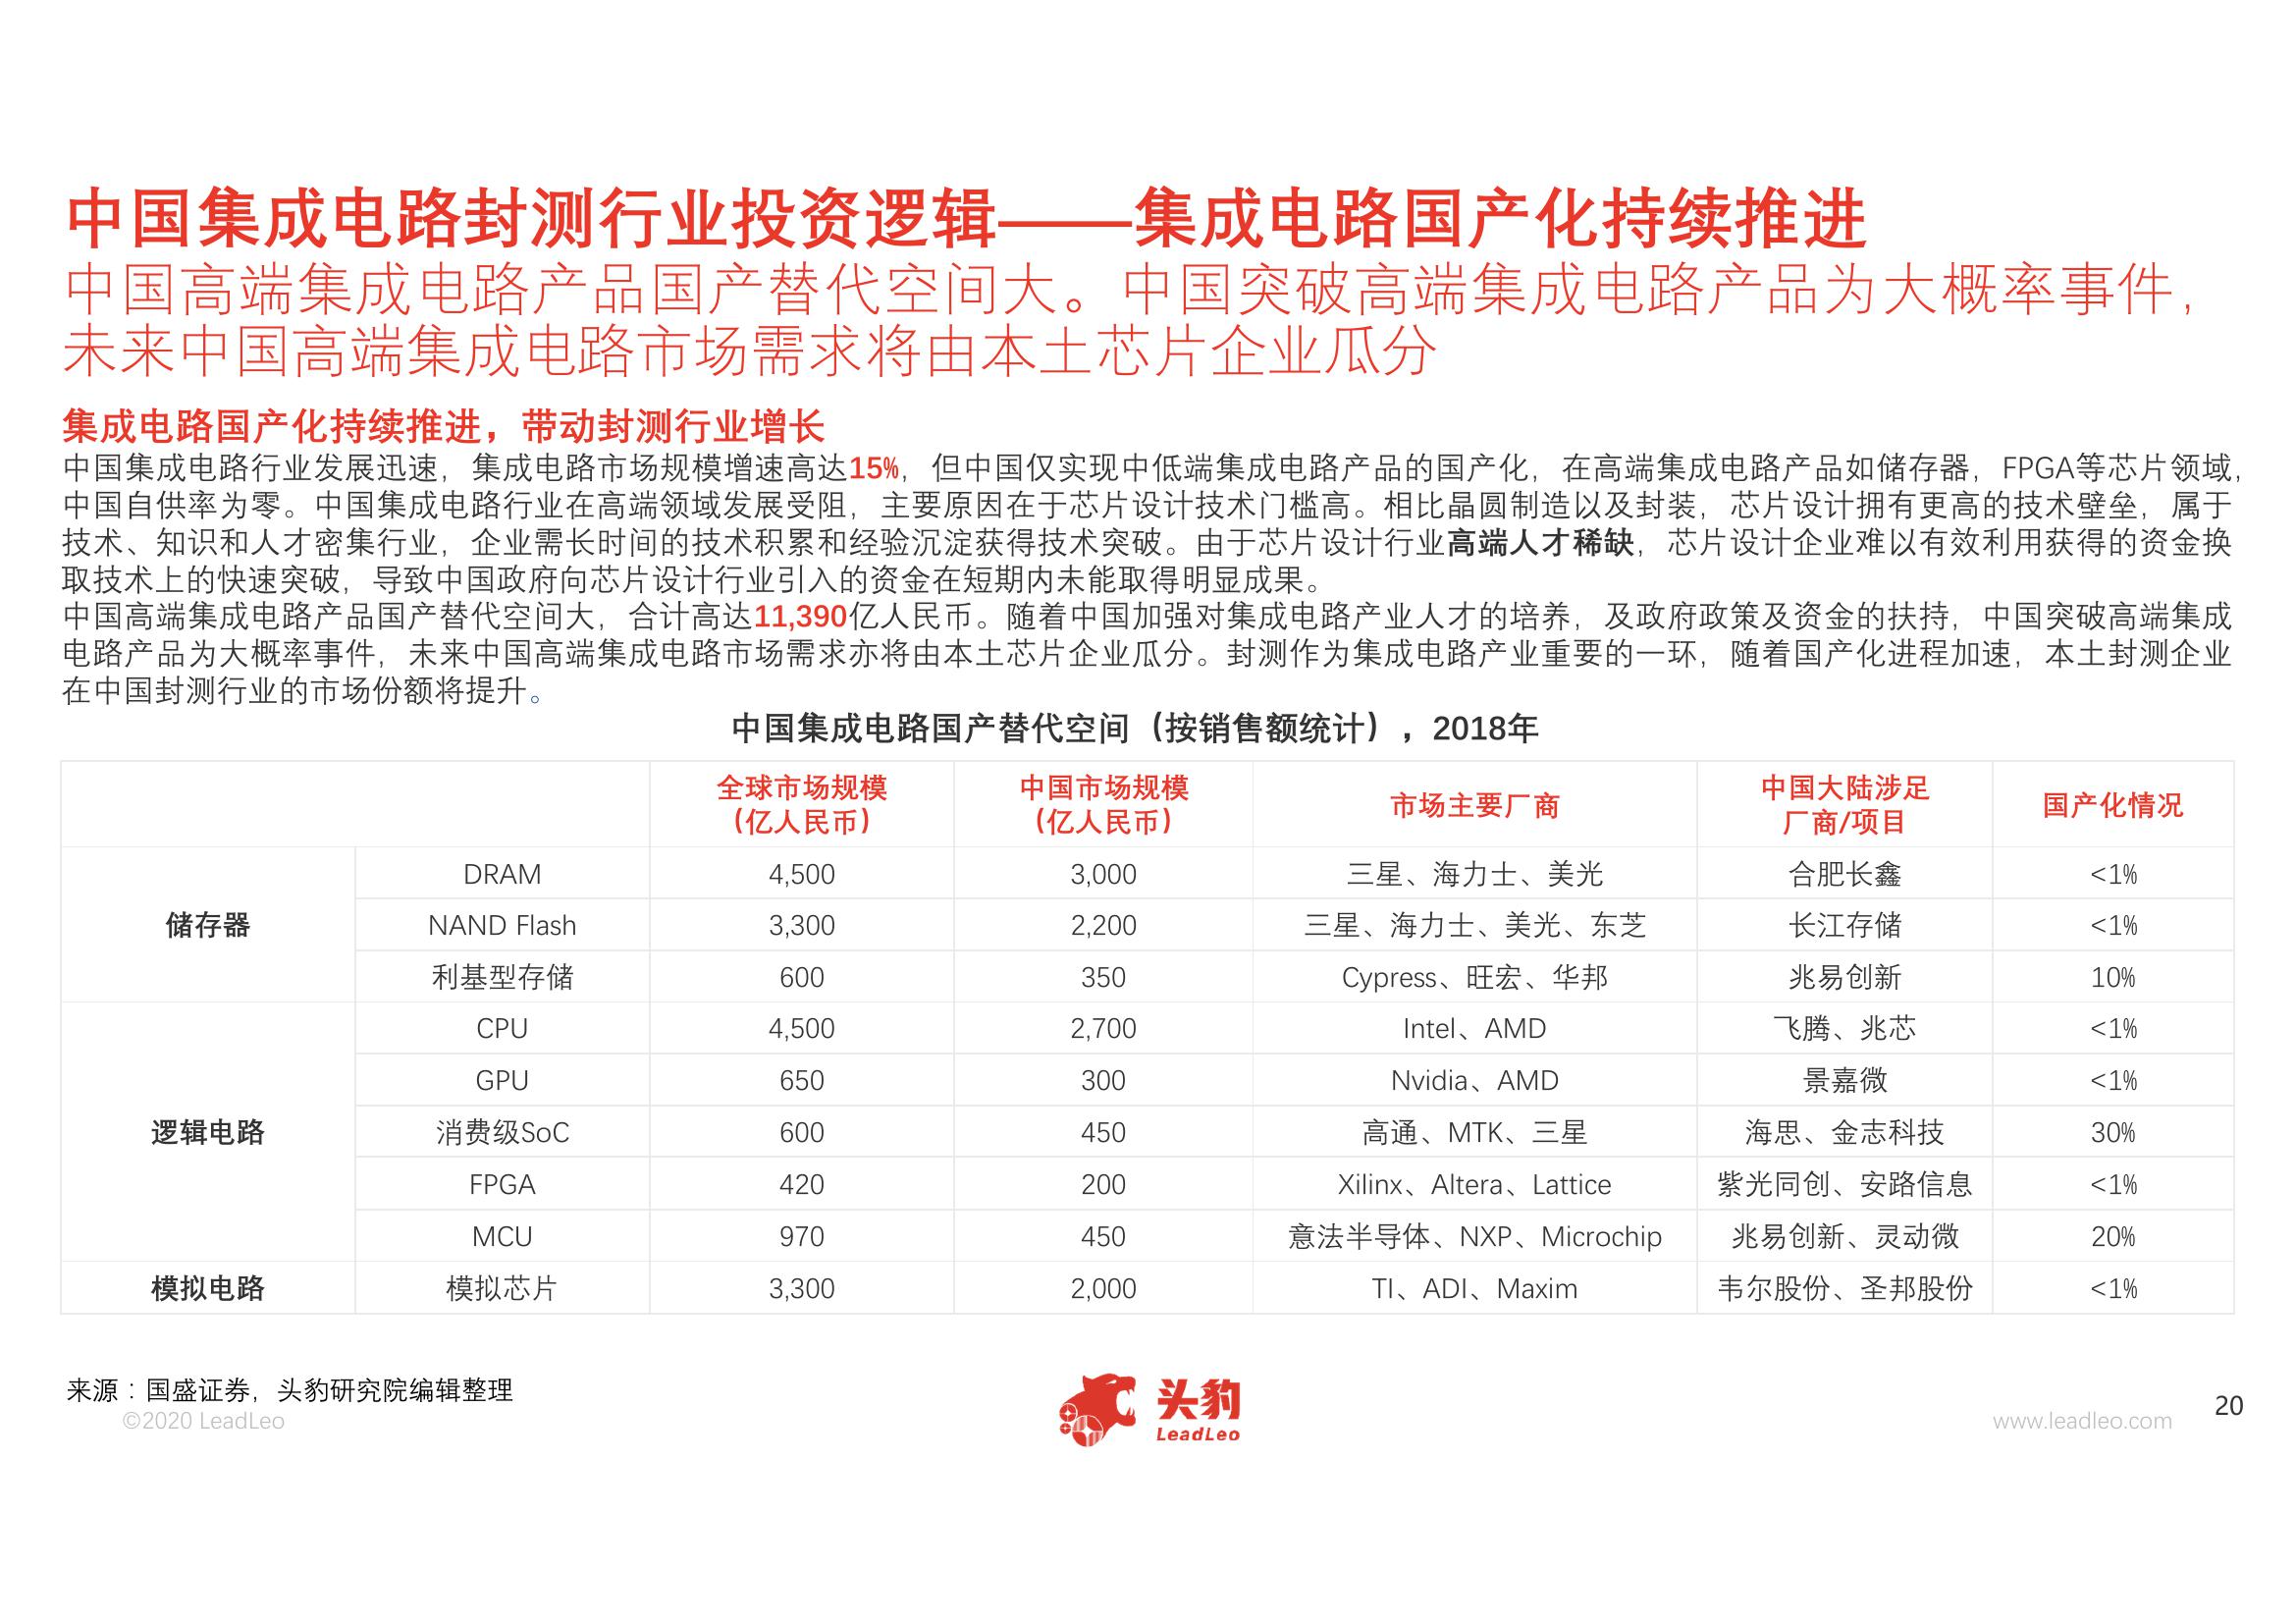 中国集成电路封测行业投资逻辑——集成电路国产化持续推进
中国高端集成电路产品国产替代空间大。中国突破高端集成电路产品为大概率事件，
未来中国高端集成电路市场需求将由本土芯片企业瓜分
集成电路国产化持续推进，带动封测行业增长
中国集成电路行业发展迅速，集成电路市场规模增速高达15%，但中国仅实现中低端集成电路产品的国产化，在高端集成电路产品如储存器，FPGA等芯片领域，
中国自供率为零。中国集成电路行业在高端领域发展受阻，主要原因在于芯片设计技术门槛高。相比晶圆制造以及封装，芯片设计拥有更高的技术壁垒，属于
技术、知识和人才密集行业，企业需长时间的技术积累和经验沉淀获得技术突破。由于芯片设计行业高端人才稀缺，芯片设计企业难以有效利用获得的资金换
取技术上的快速突破，导致中国政府向芯片设计行业引入的资金在短期内未能取得明显成果。
中国高端集成电路产品国产替代空间大，合计高达11,390亿人民币。随着中国加强对集成电路产业人才的培养，及政府政策及资金的扶持，中国突破高端集成
电路产品为大概率事件，未来中国高端集成电路市场需求亦将由本土芯片企业瓜分。封测作为集成电路产业重要的一环，随着国产化进程加速，本土封测企业
在中国封测行业的市场份额将提升。
中国集成电路国产替代空间（按销售额统计），2018年
全球市场规模（亿人民币） 中国市场规模（亿人民币） 市场主要厂商 中国大陆涉足厂商/项目 国产化情况
储存器 DRAM 4,500 3,000 三星、海力士、美光 合肥长鑫 <1%
NAND Flash 3,300 2,200 三星、海力士、美光、东芝 长江存储 <1%
利基型存储 600 350 Cypress、旺宏、华邦 兆易创新 10%
逻辑电路 CPU 4,500 2,700 Intel、AMD 飞腾、兆芯 <1%
GPU 650 300 Nvidia、AMD 景嘉微 <1%
消费级SoC 600 450 高通、MTK、三星 海思、金志科技 30%
FPGA 420 200 Xilinx、Altera、Lattice 紫光同创、安路信息 <1%
MCU 970 450 意法半导体、NXP、Microchip 兆易创新、灵动微 20%
模拟电路 模拟芯片 3,300 2,000 TI、ADI、Maxim 韦尔股份、圣邦股份 <1%
来源：国盛证券，头豹研究院编辑整理
©2020 LeadLeo
头豹
LeadLeo
www.leadleo.com
20